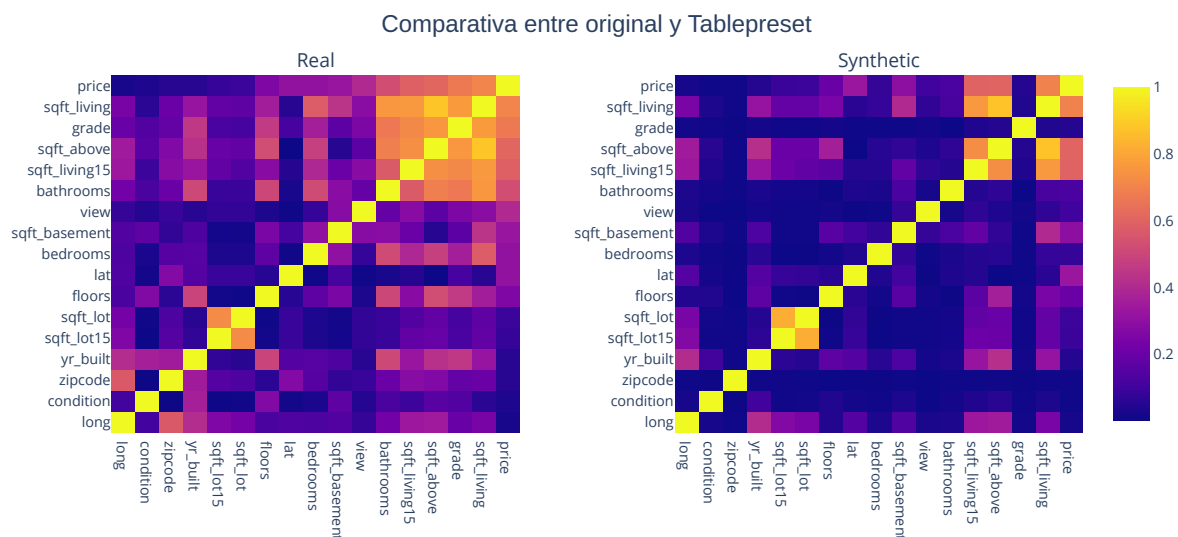 Comparativa entre original y Tablepreset
Real
Synthetic
price
sqft_living
grade
sqft_above
sqft_living15
bathrooms
view
sqft_basement
bedrooms
lat
floors
sqft_lot
sqft_lot15
yr_built
zipcode
condition
long
long
condition
zipcode
yr_built
sqft_lot15
sqft_lot
floors
lat
bedrooms
sqft_basement
view
bathrooms
sqft_living15
sqft_above
grade
sqft_living
price
price
sqft_living
grade
sqft_above
sqft_living15
bathrooms
view
sqft_basement
bedrooms
lat
floors
sqft_lot
sqft_lot15
yr_built
zipcode
condition
long
long
condition
zipcode
yr_built
sqft_lot15
sqft_lot
floors
lat
bedrooms
sqft_basement
view
bathrooms
sqft_living15
sqft_above
grade
sqft_living
price
1
0.8
0.6
0.4
0.2